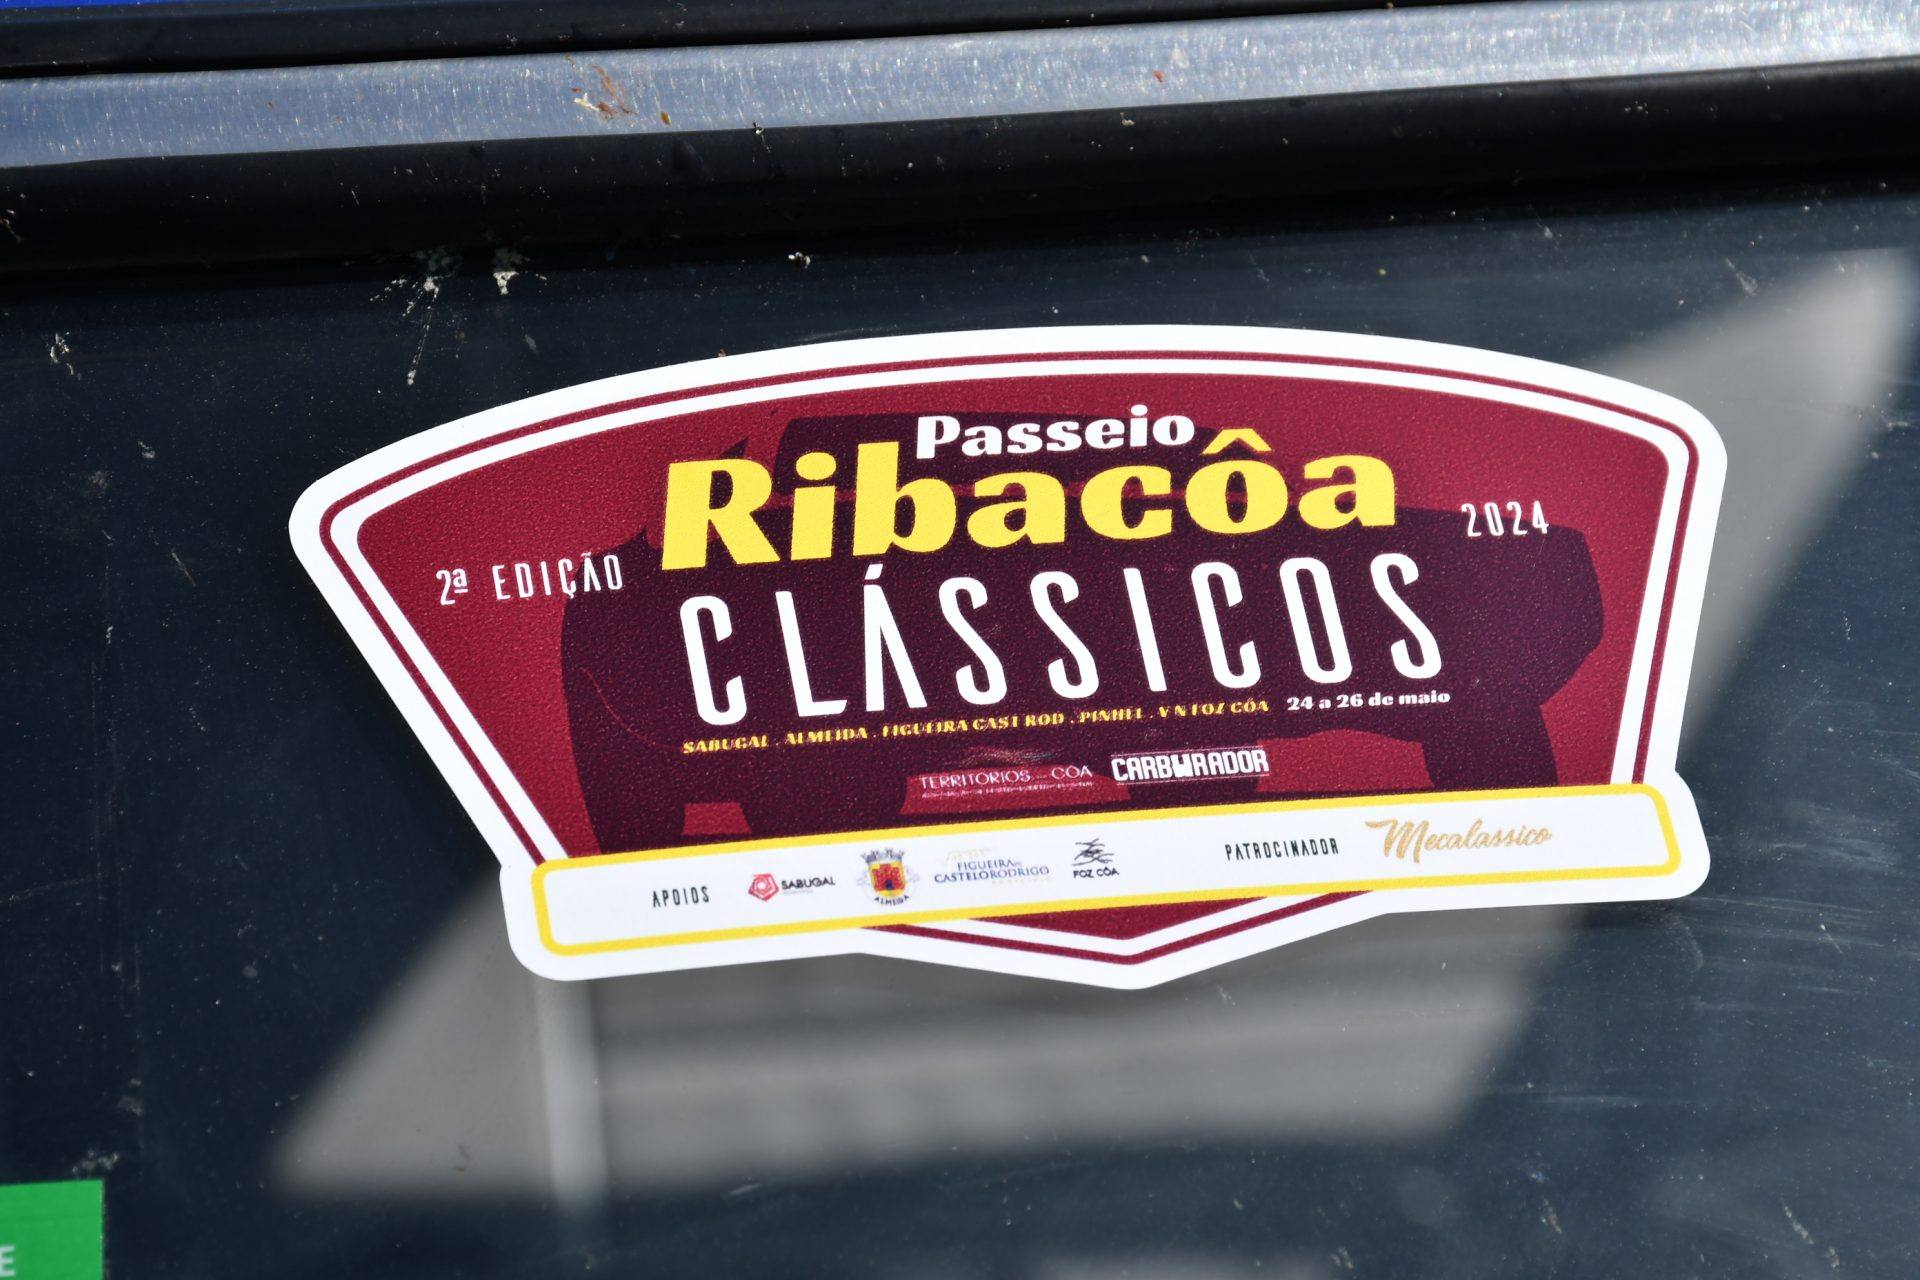 Passeio
Ribacôa
2ª EDIÇÃO
2024
CLÁSSICOS
SABUGAL . ALMEIDA . FIGUEIRA CAST ROD . PINHEL . V N FOZ CÔA
24 a 26 de maio
TERRITÓRIOS CÔA
CARBURADOR
APOIOS
SABUGAL
ALMEIDA
FIGUEIRA DE
CASTELO RODRIGO
FOZ CÔA
PATROCINADOR
Mecalassico
E